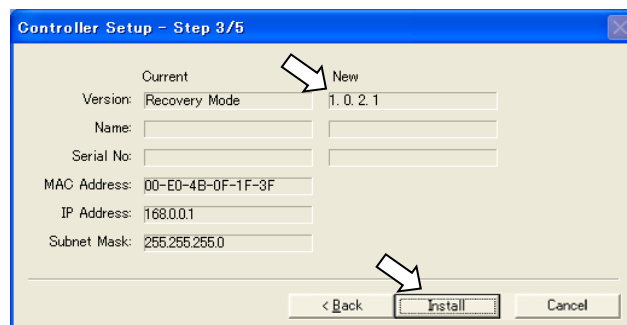 Controller Setup - Step 3/5
Current New
Version: Recovery Mode 1. 0. 2. 1
Name:
Serial No:
MAC Address: 00-E0-4B-0F-1F-3F
IP Address: 168.0.0.1
Subnet Mask: 255.255.255.0
< Back Install Cancel